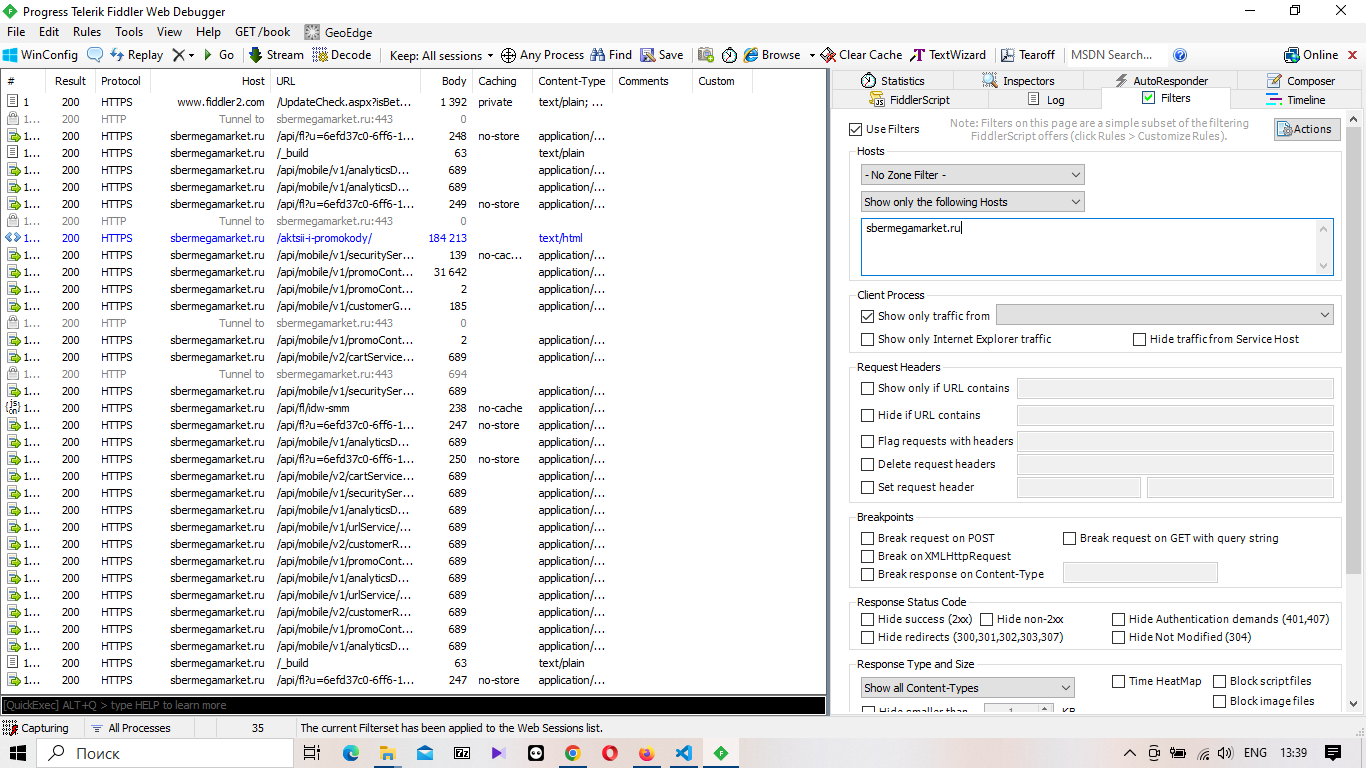 Progress Telerik Fiddler Web Debugger
File Edit Rules Tools View Help GET /book GeoEdge
WinConfig Replay Go Stream Decode Keep: All sessions Any Process Find Save Browse Clear Cache TextWizard Tearoff MSDN Search... Online
# Result Protocol Host URL Body Caching Content-Type Comments Custom
1 200 HTTPS www.fiddler2.com /UpdateCheck.aspx?isBet... 1 392 private text/plain; ...
1... 200 HTTP Tunnel to sbermegamarket.ru:443 0
1... 200 HTTPS sbermegamarket.ru /api/fl?u=6efd37c0-6ff6-1... 248 no-store application/...
1... 200 HTTPS sbermegamarket.ru /_build 63 text/plain
1... 200 HTTPS sbermegamarket.ru /api/mobile/v1/analyticsD... 689 application/...
1... 200 HTTPS sbermegamarket.ru /api/mobile/v1/analyticsD... 689 application/...
1... 200 HTTPS sbermegamarket.ru /api/fl?u=6efd37c0-6ff6-1... 249 no-store application/...
1... 200 HTTP Tunnel to sbermegamarket.ru:443 0
1... 200 HTTPS sbermegamarket.ru /aktsii-i-promokody/ 184 213 text/html
1... 200 HTTPS sbermegamarket.ru /api/mobile/v1/securitySer... 139 no-cac... application/...
1... 200 HTTPS sbermegamarket.ru /api/mobile/v1/promoCont... 31 642 application/...
1... 200 HTTPS sbermegamarket.ru /api/mobile/v1/promoCont... 2 application/...
1... 200 HTTPS sbermegamarket.ru /api/mobile/v1/customerG... 185 application/...
1... 200 HTTP Tunnel to sbermegamarket.ru:443 0
1... 200 HTTPS sbermegamarket.ru /api/mobile/v1/promoCont... 2 application/...
1... 200 HTTPS sbermegamarket.ru /api/mobile/v2/cartService... 689 application/...
1... 200 HTTP Tunnel to sbermegamarket.ru:443 694
1... 200 HTTPS sbermegamarket.ru /api/mobile/v1/securitySer... 689 application/...
1... 200 HTTPS sbermegamarket.ru /api/fl/idw-smm 238 no-cache application/...
1... 200 HTTPS sbermegamarket.ru /api/fl?u=6efd37c0-6ff6-1... 247 no-store application/...
1... 200 HTTPS sbermegamarket.ru /api/mobile/v1/analyticsD... 689 application/...
1... 200 HTTPS sbermegamarket.ru /api/fl?u=6efd37c0-6ff6-1... 250 no-store application/...
1... 200 HTTPS sbermegamarket.ru /api/mobile/v2/cartService... 689 application/...
1... 200 HTTPS sbermegamarket.ru /api/mobile/v1/securitySer... 689 application/...
1... 200 HTTPS sbermegamarket.ru /api/mobile/v1/analyticsD... 689 application/...
1... 200 HTTPS sbermegamarket.ru /api/mobile/v1/urlService/... 689 application/...
1... 200 HTTPS sbermegamarket.ru /api/mobile/v2/customerR... 689 application/...
1... 200 HTTPS sbermegamarket.ru /api/mobile/v1/promoCont... 689 application/...
1... 200 HTTPS sbermegamarket.ru /api/mobile/v1/analyticsD... 689 application/...
1... 200 HTTPS sbermegamarket.ru /api/mobile/v1/urlService/... 689 application/...
1... 200 HTTPS sbermegamarket.ru /api/mobile/v2/customerR... 689 application/...
1... 200 HTTPS sbermegamarket.ru /api/mobile/v1/promoCont... 689 application/...
1... 200 HTTPS sbermegamarket.ru /api/mobile/v1/analyticsD... 689 application/...
1... 200 HTTPS sbermegamarket.ru /_build 63 text/plain
1... 200 HTTPS sbermegamarket.ru /api/fl?u=6efd37c0-6ff6-1... 247 no-store application/...
[QuickExec] ALT+Q > type HELP to learn more
Statistics Inspectors AutoResponder Composer
FiddlerScript Log Filters Timeline
Use Filters Note: Filters on this page are a simple subset of the filtering
FiddlerScript offers (click Rules > Customize Rules). Actions
Hosts
- No Zone Filter -
Show only the following Hosts
sbermegamarket.ru
Client Process
Show only traffic from
Show only Internet Explorer traffic Hide traffic from Service Host
Request Headers
Show only if URL contains
Hide if URL contains
Flag requests with headers
Delete request headers
Set request header
Breakpoints
Break request on POST Break request on GET with query string
Break on XMLHttpRequest
Break response on Content-Type
Response Status Code
Hide success (2xx) Hide non-2xx Hide Authentication demands (401,407)
Hide redirects (300,301,302,303,307) Hide Not Modified (304)
Response Type and Size
Show all Content-Types Time HeatMap Block script files
Block image files
Hide smaller than 1 KB
Capturing All Processes 35 The current Filterset has been applied to the Web Sessions list.
Поиск ENG 13:39